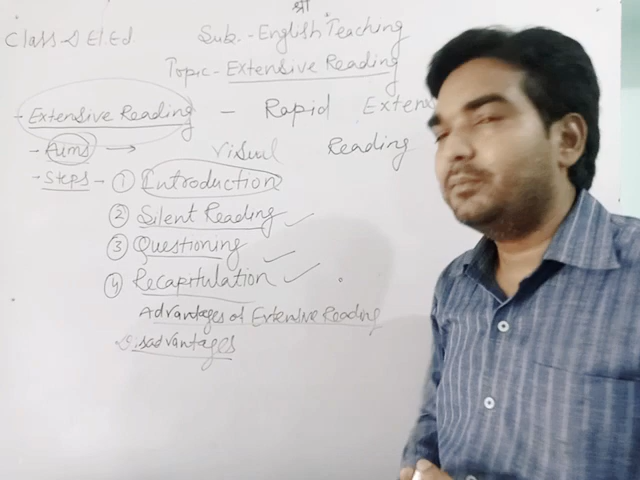 श्री
Class - D.El.Ed.
Sub. - English Teaching
Topic - Extensive Reading
- Extensive Reading - Rapid Extens
- Aims → Visual Reading
- Steps - ① Introduction
② Silent Reading ✓
③ Questioning ✓
④ Recapitulation ✓
Advantages of Extensive Reading
Disadvantages